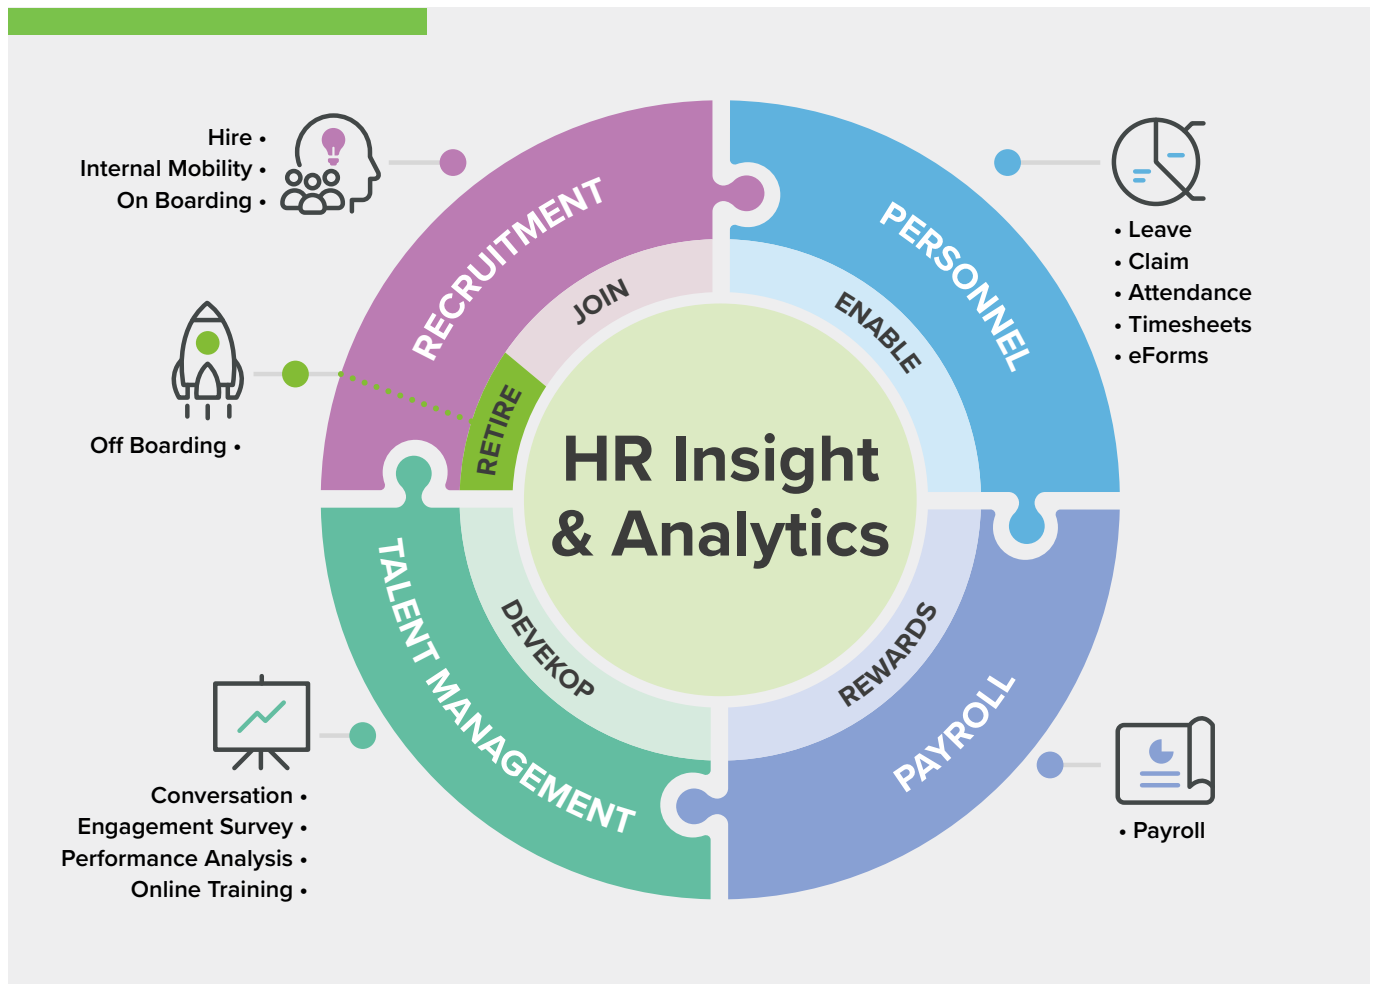 Hire •
Internal Mobility •
On Boarding •
Off Boarding •
Conversation •
Engagement Survey •
Performance Analysis •
Online Training •
RECRUITMENT
JOIN
RETIRE
PERSONNEL
ENABLE
HR Insight
& Analytics
TALENT MANAGEMENT
DEVEKOP
REWARDS
PAYROLL
• Leave
• Claim
• Attendance
• Timesheets
• eForms
• Payroll